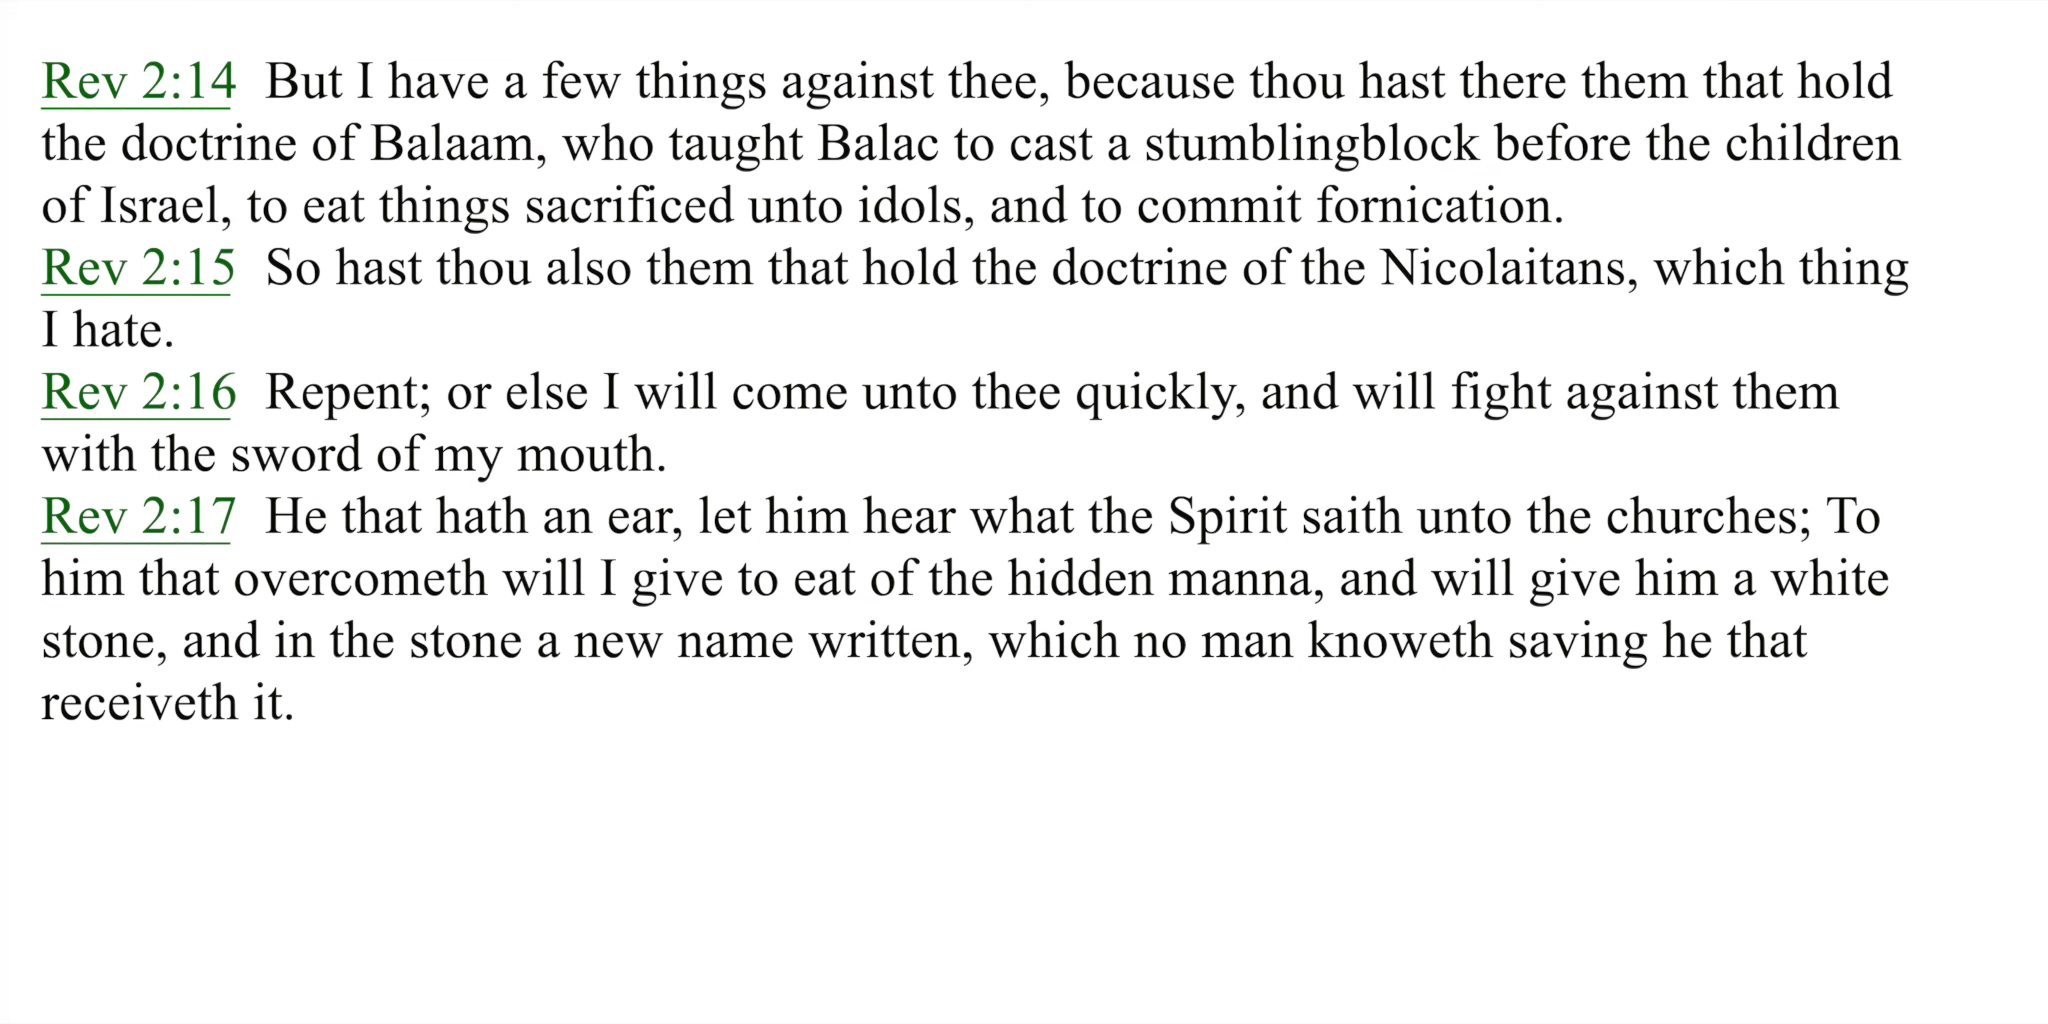 Rev 2:14 But I have a few things against thee, because thou hast there them that hold
the doctrine of Balaam, who taught Balac to cast a stumblingblock before the children
of Israel, to eat things sacrificed unto idols, and to commit fornication.
Rev 2:15 So hast thou also them that hold the doctrine of the Nicolaitans, which thing
I hate.
Rev 2:16 Repent; or else I will come unto thee quickly, and will fight against them
with the sword of my mouth.
Rev 2:17 He that hath an ear, let him hear what the Spirit saith unto the churches; To
him that overcometh will I give to eat of the hidden manna, and will give him a white
stone, and in the stone a new name written, which no man knoweth saving he that
receiveth it.